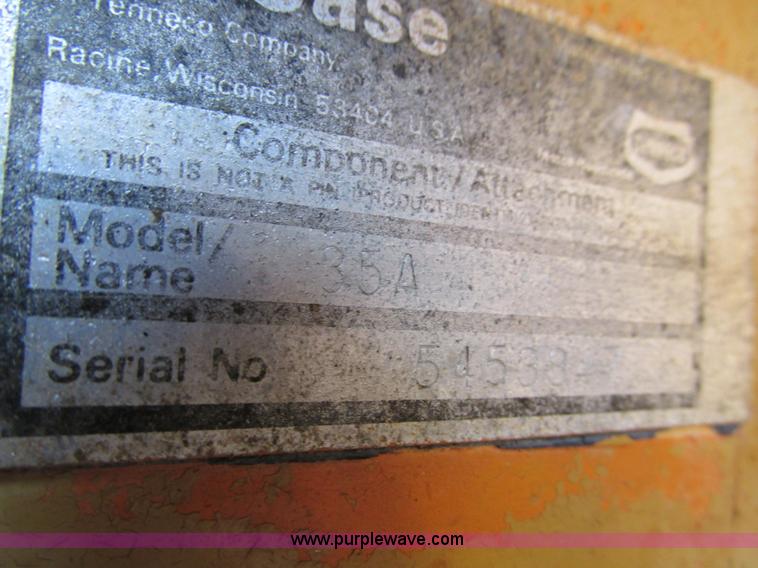 Case
Tenneco Company
Racine, Wisconsin 53404 U.S.A.
Component/Attachment
THIS IS NOT A PIN PRODUCT IDENT
Model/
Name 35A
Serial No
www.purplewave.com